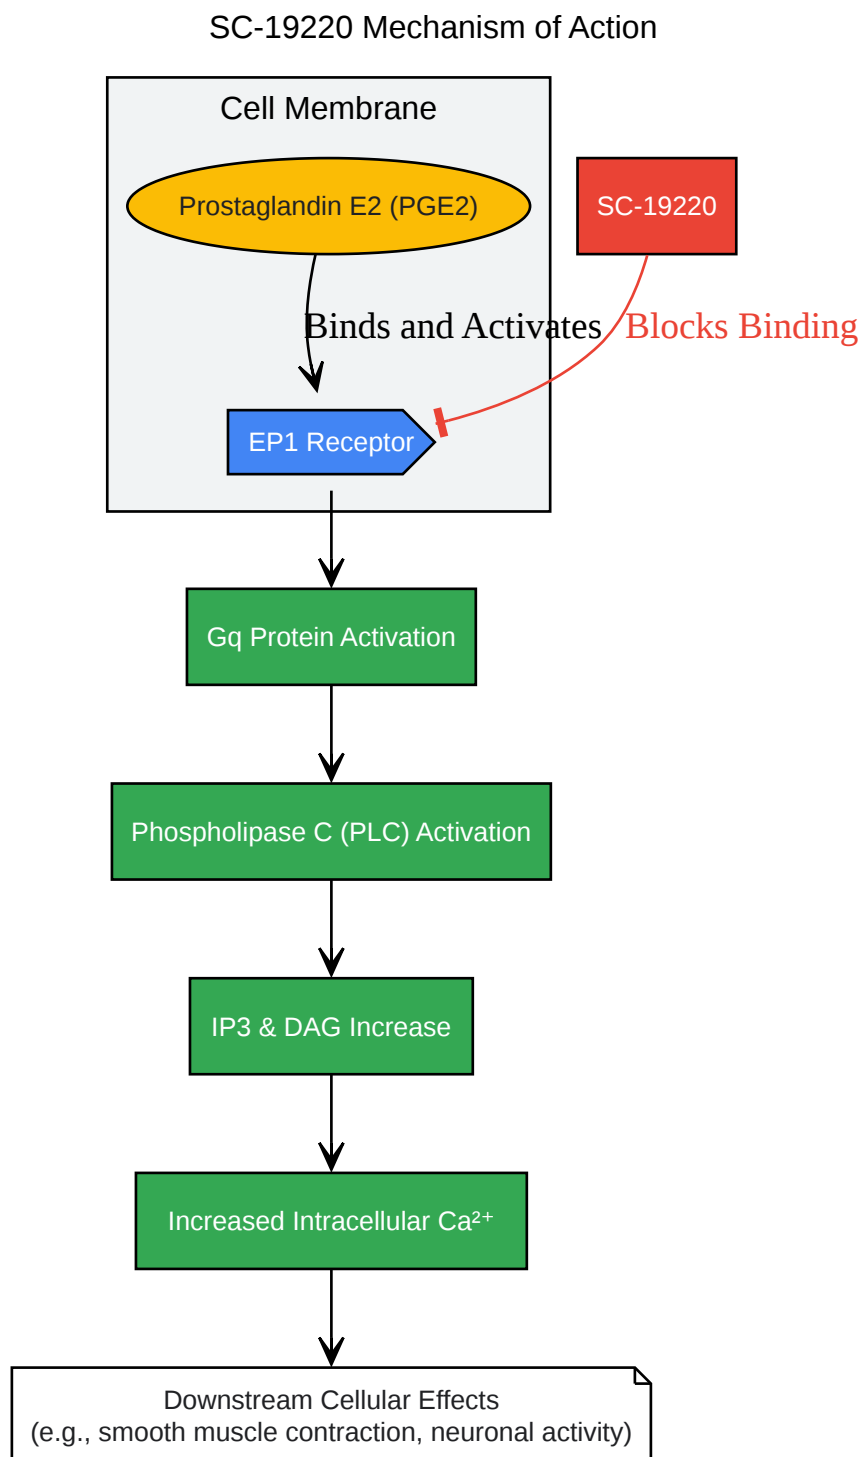 SC-19220 Mechanism of Action
Cell Membrane
Prostaglandin E2 (PGE2)
SC-19220
Binds and Activates
Blocks Binding
EP1 Receptor
Gq Protein Activation
Phospholipase C (PLC) Activation
IP3 & DAG Increase
Increased Intracellular Ca²⁺
Downstream Cellular Effects
(e.g., smooth muscle contraction, neuronal activity)